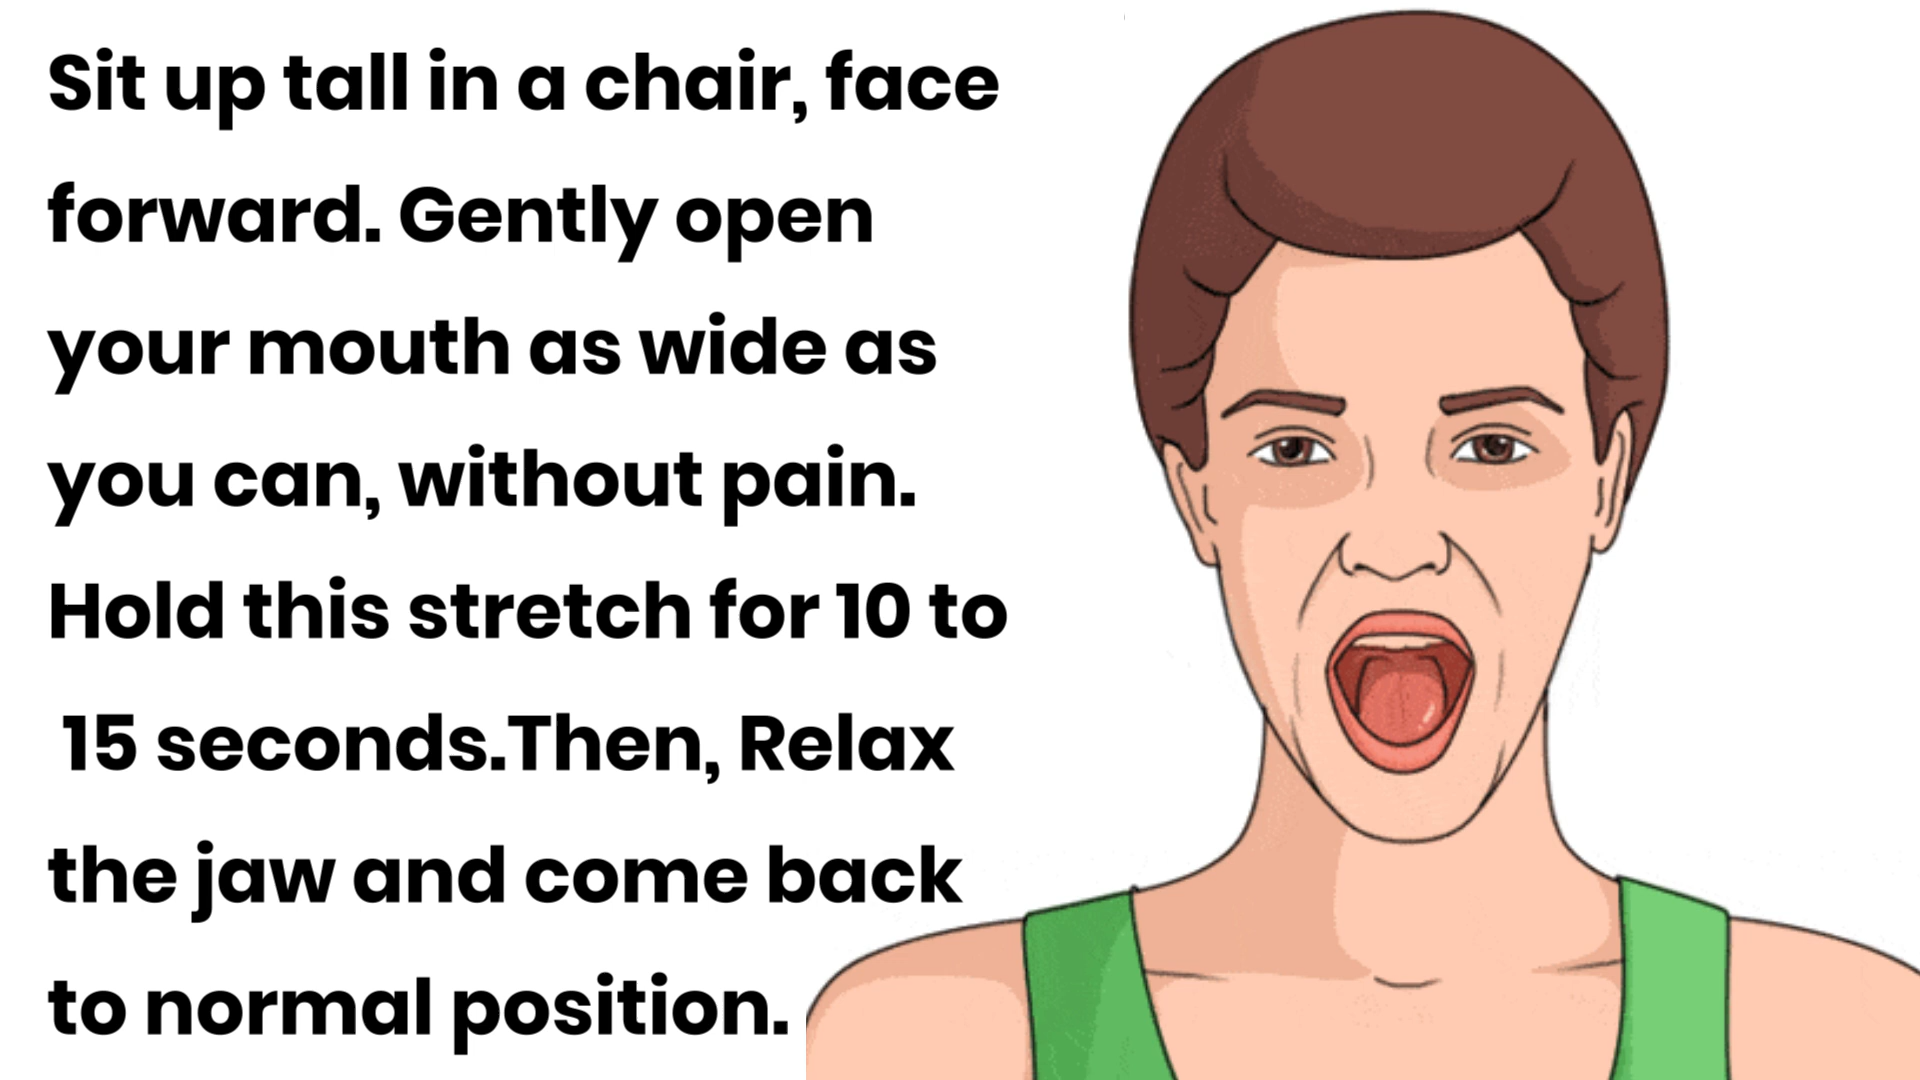 Sit up tall in a chair, face
forward. Gently open
your mouth as wide as
you can, without pain.
Hold this stretch for 10 to
15 seconds.Then, Relax
the jaw and come back
to normal position.